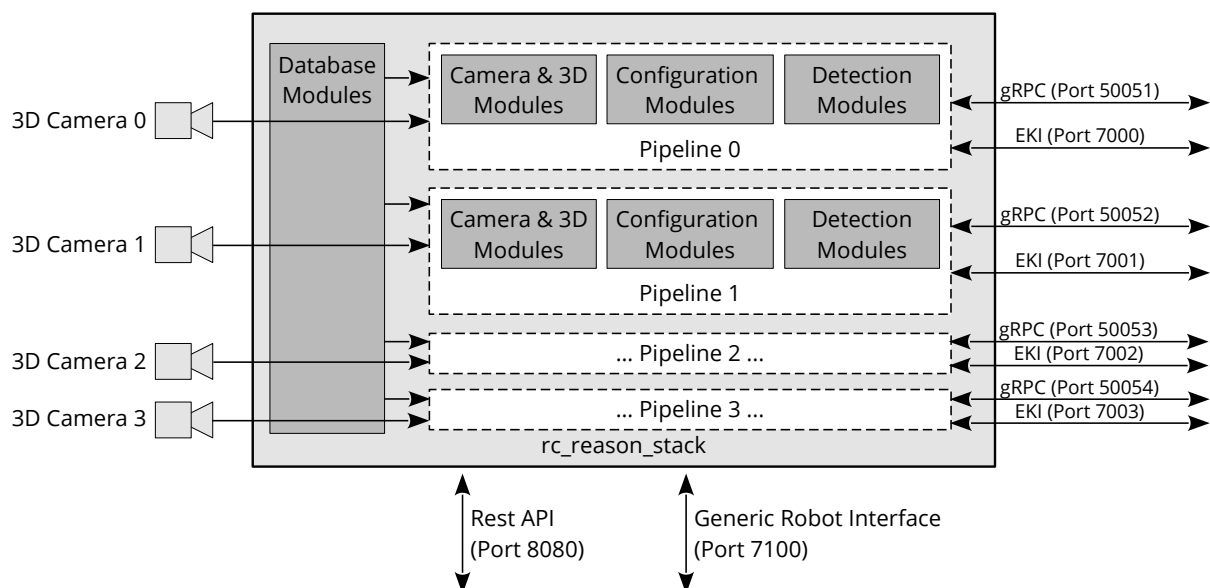 Database
Modules
Camera & 3D
Modules
Configuration
Modules
Detection
Modules
Pipeline 0
3D Camera 0
gRPC (Port 50051)
EKI (Port 7000)
Camera & 3D
Modules
Configuration
Modules
Detection
Modules
Pipeline 1
3D Camera 1
gRPC (Port 50052)
EKI (Port 7001)
3D Camera 2
... Pipeline 2 ...
gRPC (Port 50053)
EKI (Port 7002)
3D Camera 3
... Pipeline 3 ...
gRPC (Port 50054)
EKI (Port 7003)
rc_reason_stack
Rest API
(Port 8080)
Generic Robot Interface
(Port 7100)